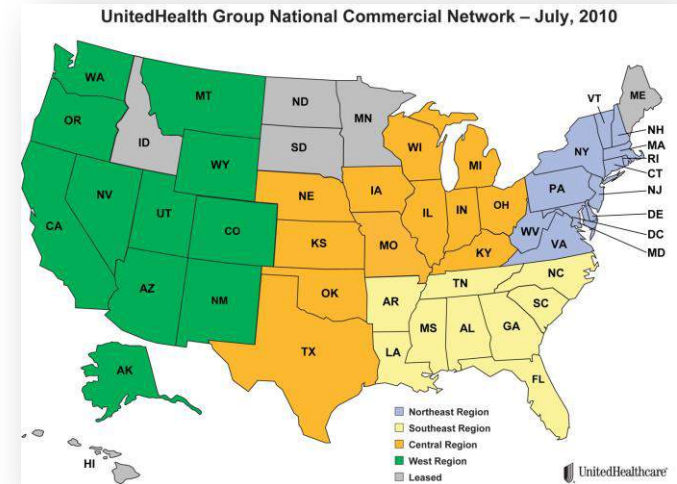 UnitedHealth Group National Commercial Network – July, 2010
WA
MT
ND
MN
ME
VT
OR
ID
SD
WI
MI
NY
NH
MA
RI
CT
WY
NE
IA
PA
NJ
NV
UT
CO
IL
IN
OH
WV
VA
DE
DC
MD
CA
KS
MO
KY
AZ
NM
OK
AR
TN
NC
SC
MS
AL
GA
LA
TX
FL
AK
HI
Northeast Region
Southeast Region
Central Region
West Region
Leased
UnitedHealthcare